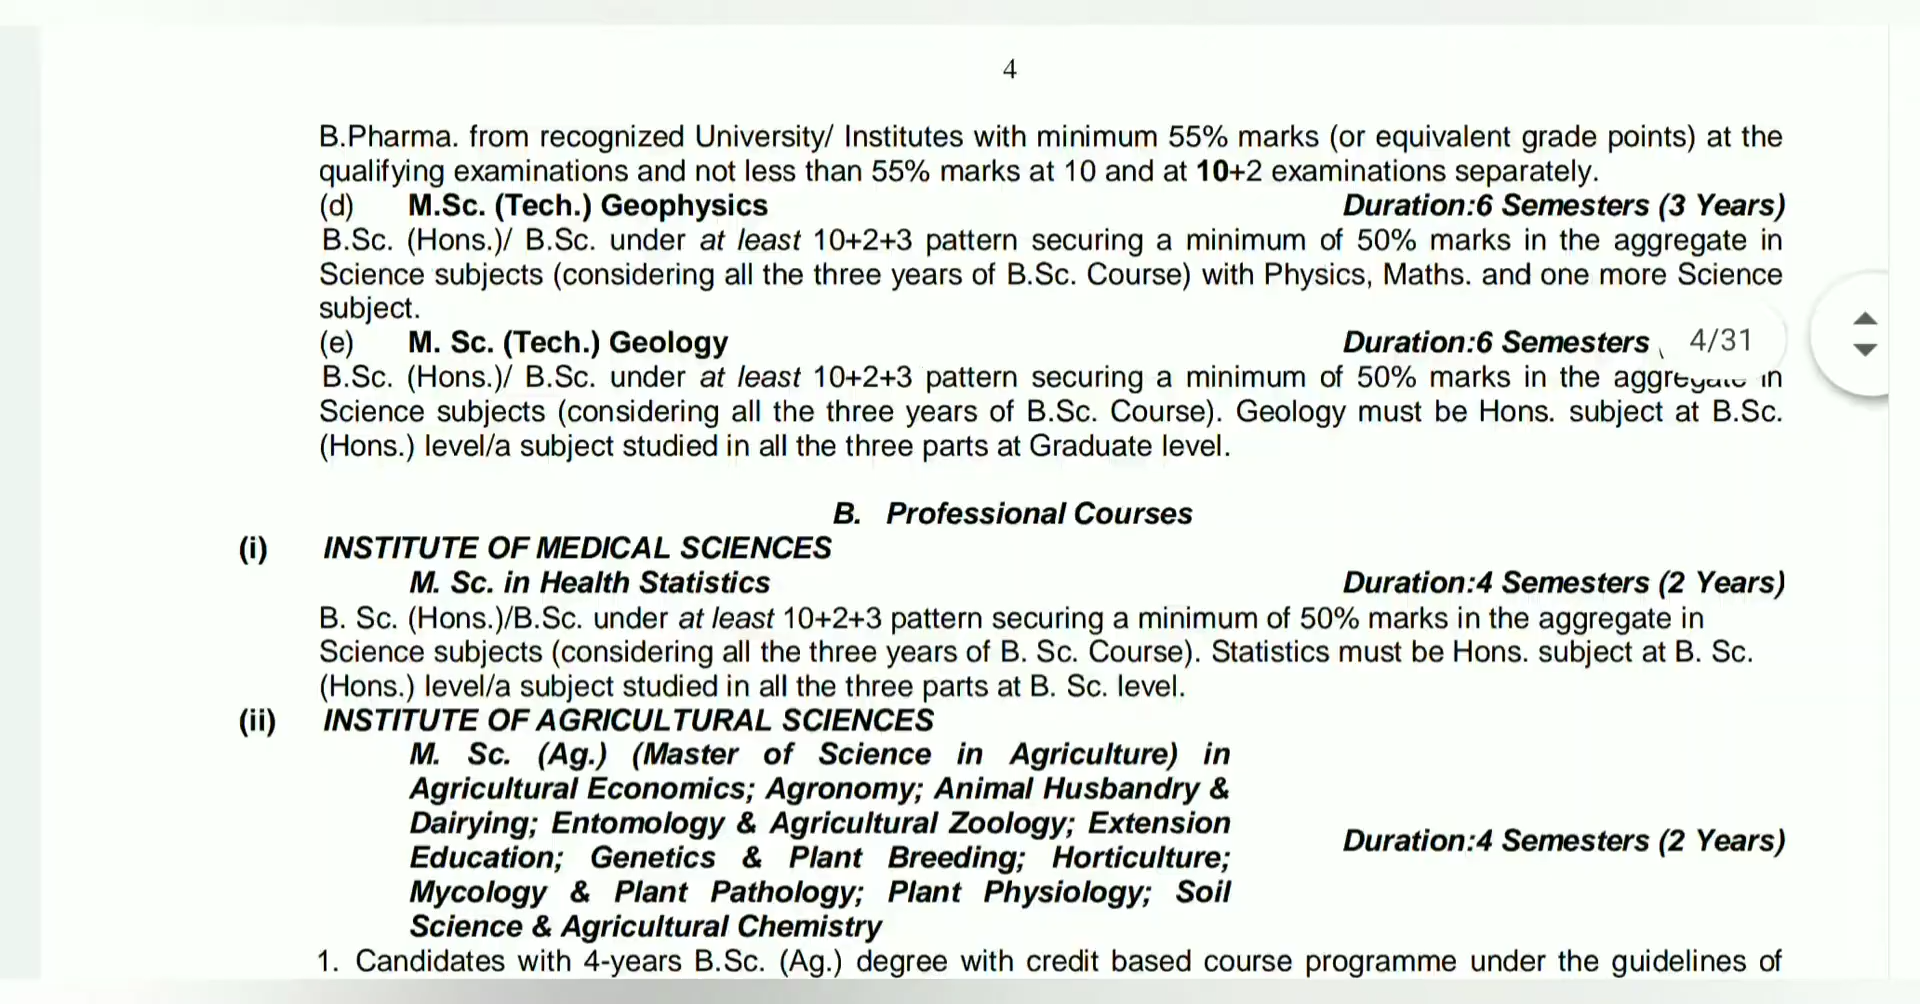 4
B.Pharma. from recognized University/ Institutes with minimum 55% marks (or equivalent grade points) at the
qualifying examinations and not less than 55% marks at 10 and at 10+2 examinations separately.
(d) M.Sc. (Tech.) Geophysics Duration:6 Semesters (3 Years)
B.Sc. (Hons.)/ B.Sc. under at least 10+2+3 pattern securing a minimum of 50% marks in the aggregate in
Science subjects (considering all the three years of B.Sc. Course) with Physics, Maths. and one more Science
subject.
(e) M. Sc. (Tech.) Geology Duration:6 Semesters 4/31
B.Sc. (Hons.)/ B.Sc. under at least 10+2+3 pattern securing a minimum of 50% marks in the aggregate in
Science subjects (considering all the three years of B.Sc. Course). Geology must be Hons. subject at B.Sc.
(Hons.) level/a subject studied in all the three parts at Graduate level.
B. Professional Courses
(i) INSTITUTE OF MEDICAL SCIENCES
M. Sc. in Health Statistics Duration:4 Semesters (2 Years)
B. Sc. (Hons.)/B.Sc. under at least 10+2+3 pattern securing a minimum of 50% marks in the aggregate in
Science subjects (considering all the three years of B. Sc. Course). Statistics must be Hons. subject at B. Sc.
(Hons.) level/a subject studied in all the three parts at B. Sc. level.
(ii) INSTITUTE OF AGRICULTURAL SCIENCES
M. Sc. (Ag.) (Master of Science in Agriculture) in
Agricultural Economics; Agronomy; Animal Husbandry &
Dairying; Entomology & Agricultural Zoology; Extension
Duration:4 Semesters (2 Years)
Education; Genetics & Plant Breeding; Horticulture;
Mycology & Plant Pathology; Plant Physiology; Soil
Science & Agricultural Chemistry
1. Candidates with 4-years B.Sc. (Ag.) degree with credit based course programme under the guidelines of